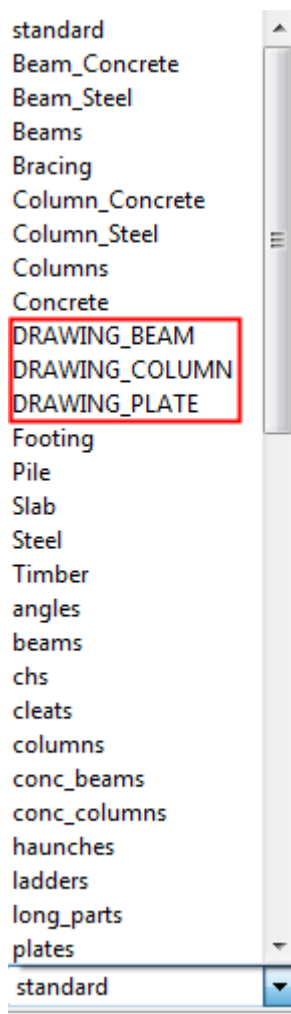 standard
Beam_Concrete
Beam_Steel
Beams
Bracing
Column_Concrete
Column_Steel
Columns
Concrete
DRAWING_BEAM
DRAWING_COLUMN
DRAWING_PLATE
Footing
Pile
Slab
Steel
Timber
angles
beams
chs
cleats
columns
conc_beams
conc_columns
haunches
ladders
long_parts
plates
standard